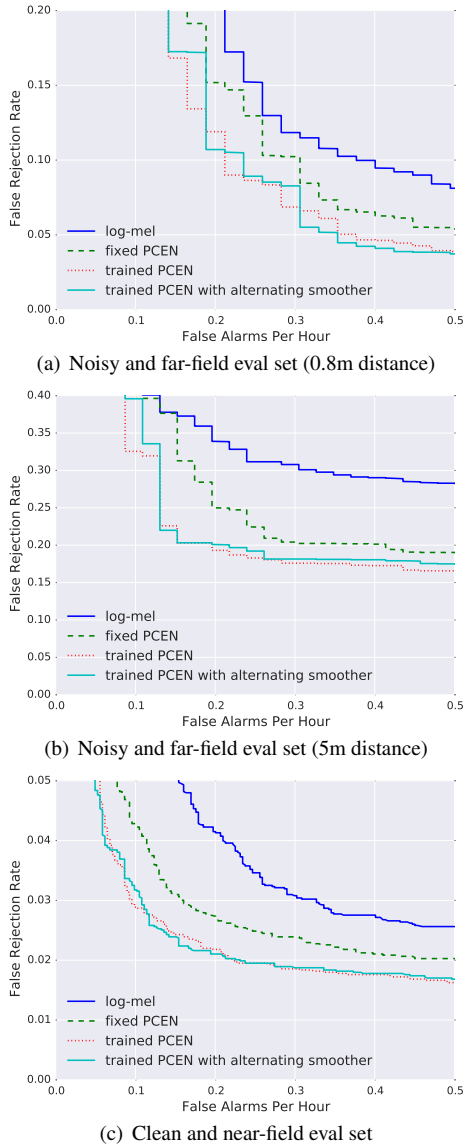 0.20
0.15
0.10
0.05
0.00
False Rejection Rate
log-mel
fixed PCEN
trained PCEN
trained PCEN with alternating smoother
0.0 0.1 0.2 0.3 0.4 0.5
False Alarms Per Hour
(a) Noisy and far-field eval set (0.8m distance)
0.40
0.35
0.30
0.25
0.20
0.15
0.10
0.05
0.00
False Rejection Rate
log-mel
fixed PCEN
trained PCEN
trained PCEN with alternating smoother
0.0 0.1 0.2 0.3 0.4 0.5
False Alarms Per Hour
(b) Noisy and far-field eval set (5m distance)
0.05
0.04
0.03
0.02
0.01
0.00
False Rejection Rate
log-mel
fixed PCEN
trained PCEN
trained PCEN with alternating smoother
0.0 0.1 0.2 0.3 0.4 0.5
False Alarms Per Hour
(c) Clean and near-field eval set